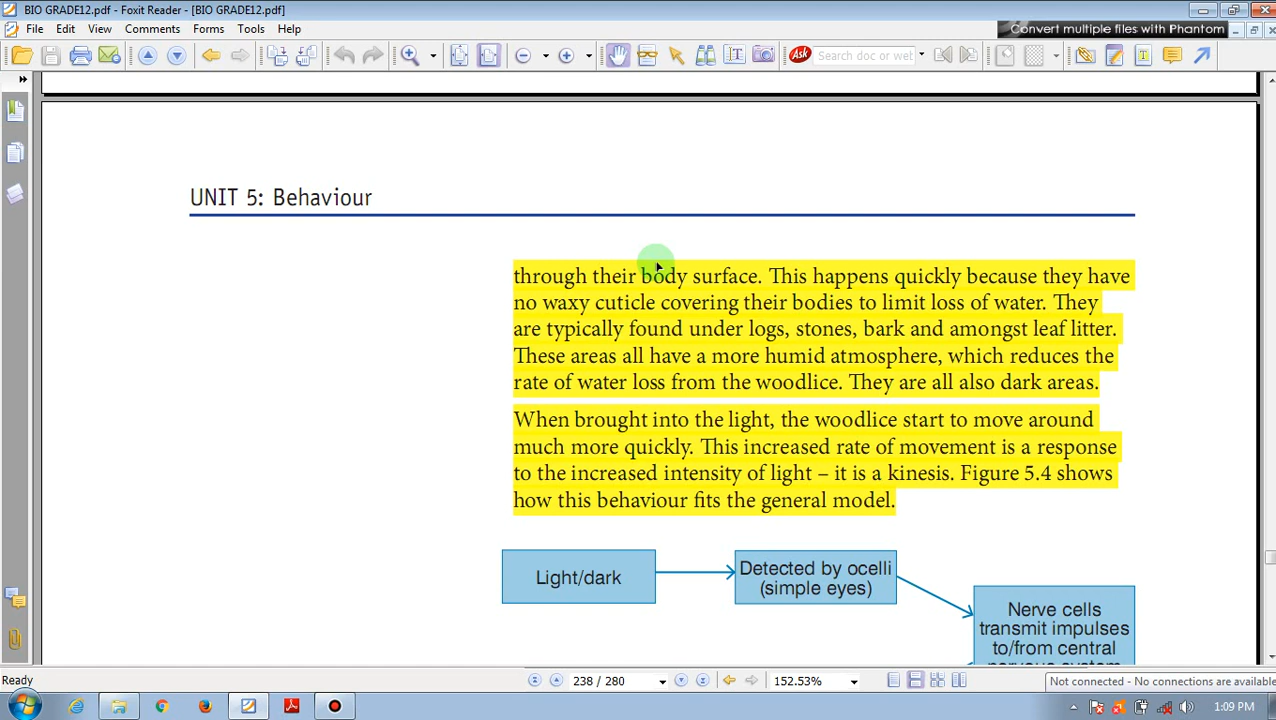 BIO GRADE12.pdf - Foxit Reader - [BIO GRADE12.pdf]
File Edit View Comments Forms Tools Help
Convert multiple files with Phantom
Ask Search doc or wet
UNIT 5: Behaviour
through their body surface. This happens quickly because they have
no waxy cuticle covering their bodies to limit loss of water. They
are typically found under logs, stones, bark and amongst leaf litter.
These areas all have a more humid atmosphere, which reduces the
rate of water loss from the woodlice. They are all also dark areas.
When brought into the light, the woodlice start to move around
much more quickly. This increased rate of movement is a response
to the increased intensity of light – it is a kinesis. Figure 5.4 shows
how this behaviour fits the general model.
Light/dark
Detected by ocelli
(simple eyes)
Nerve cells
transmit impulses
to/from central
nervous system
Ready
238 / 280
152.53%
Not connected - No connections are available
1:09 PM